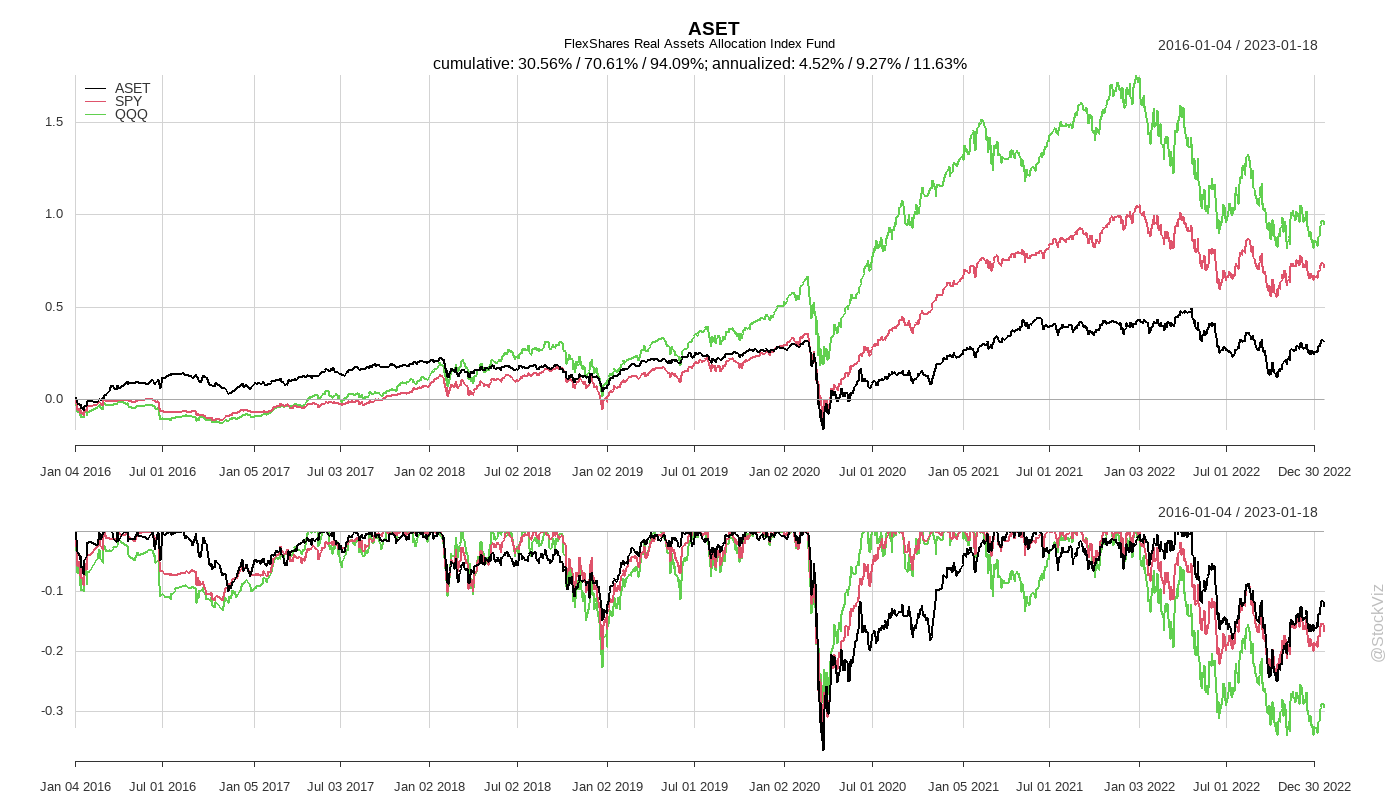 ASET
FlexShares Real Assets Allocation Index Fund
2016-01-04 / 2023-01-18
cumulative: 30.56% / 70.61% / 94.09%; annualized: 4.52% / 9.27% / 11.63%
ASET
SPY
QQQ
1.5
1.0
0.5
0.0
Jan 04 2016 Jul 01 2016 Jan 05 2017 Jul 03 2017 Jan 02 2018 Jul 02 2018 Jan 02 2019 Jul 01 2019 Jan 02 2020 Jul 01 2020 Jan 05 2021 Jul 01 2021 Jan 03 2022 Jul 01 2022 Dec 30 2022
2016-01-04 / 2023-01-18
-0.1
-0.2
-0.3
Jan 04 2016 Jul 01 2016 Jan 05 2017 Jul 03 2017 Jan 02 2018 Jul 02 2018 Jan 02 2019 Jul 01 2019 Jan 02 2020 Jul 01 2020 Jan 05 2021 Jul 01 2021 Jan 03 2022 Jul 01 2022 Dec 30 2022
@StockViz